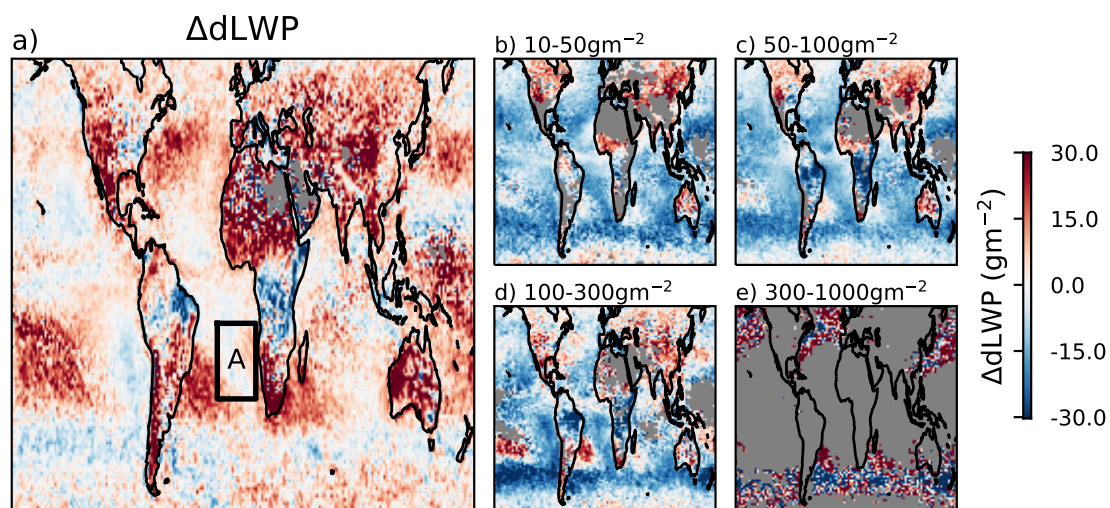 ΔdLWP
a)
b) 10-50gm⁻²
c) 50-100gm⁻²
A
d) 100-300gm⁻²
e) 300-1000gm⁻²
30.0
15.0
0.0
-15.0
-30.0
ΔdLWP (gm⁻²)